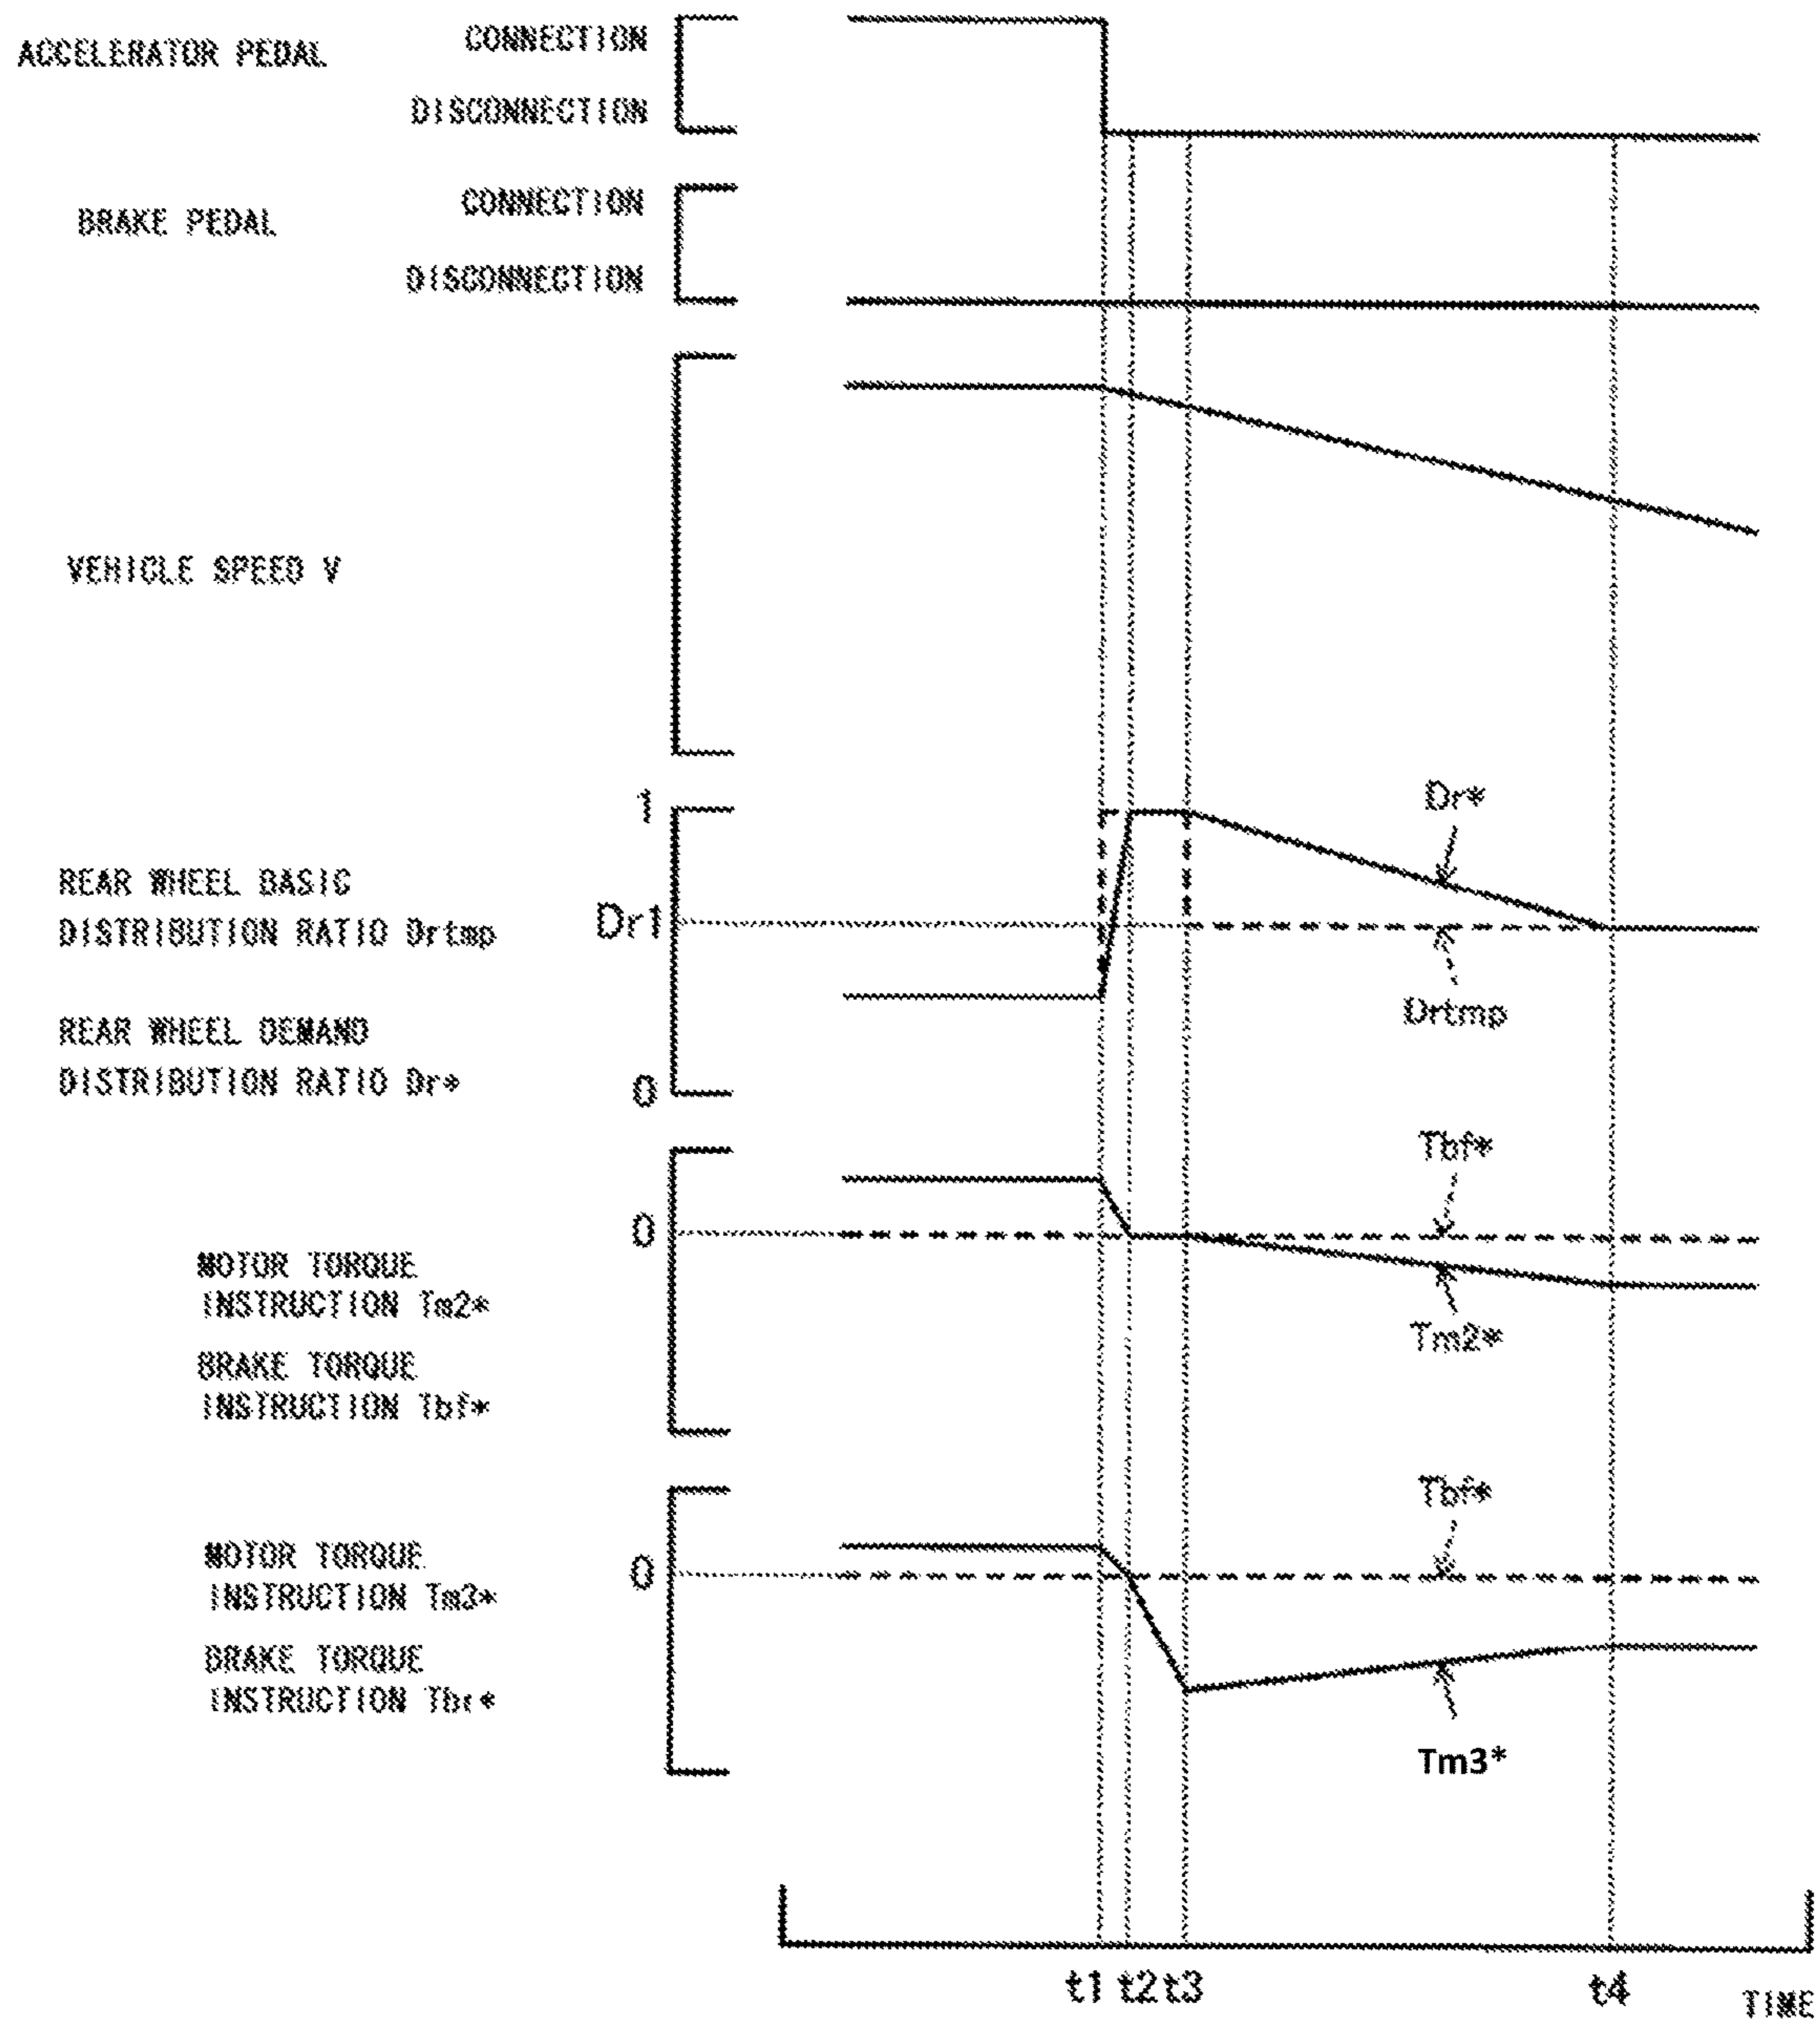 ACCELERATOR PEDAL
CONNECTION
DISCONNECTION
BRAKE PEDAL
CONNECTION
DISCONNECTION
VEHICLE SPEED V
1
Dr*
REAR WHEEL BASIC
DISTRIBUTION RATIO Drtmp
Dr1
Drtmp
REAR WHEEL DEMAND
DISTRIBUTION RATIO Dr*
0
Tbf*
0
MOTOR TORQUE
INSTRUCTION Tm2*
Tm2*
BRAKE TORQUE
INSTRUCTION Tbf*
Tbf*
MOTOR TORQUE
INSTRUCTION Tm3*
0
BRAKE TORQUE
INSTRUCTION Tbr*
Tm3*
t1 t2 t3 t4 TIME